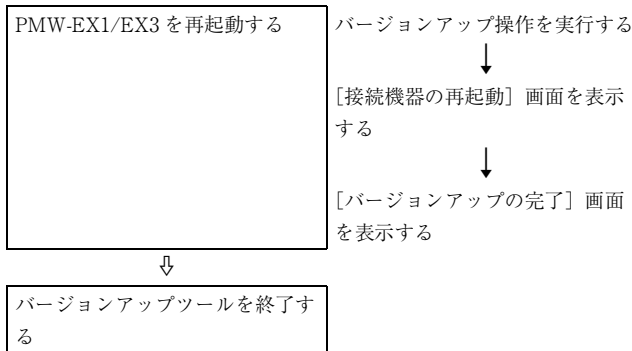 PMW-EX1/EX3 を再起動する
バージョンアップ操作を実行する
↓
[接続機器の再起動] 画面を表示
する
↓
[バージョンアップの完了] 画面
を表示する
⇩
バージョンアップツールを終了す
る